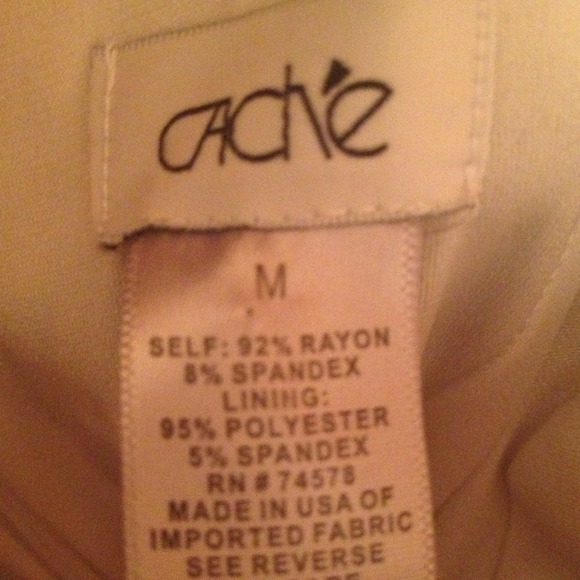 Caché
M
SELF: 92% RAYON
8% SPANDEX
LINING:
95% POLYESTER
5% SPANDEX
RN # 74578
MADE IN USA OF
IMPORTED FABRIC
SEE REVERSE